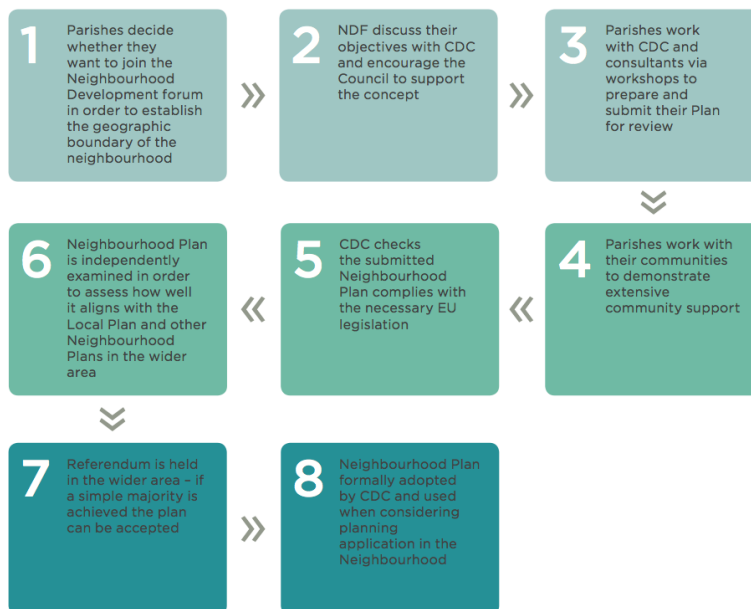 1
Parishes decide
whether they
want to join the
Neighbourhood
Development forum
in order to establish
the geographic
boundary of the
neighbourhood
2
NDF discuss their
objectives with CDC
and encourage the
Council to support
the concept
3
Parishes work
with CDC and
consultants via
workshops to
prepare and
submit their Plan
for review
4
Parishes work with
their communities
to demonstrate
extensive
community support
5
CDC checks
the submitted
Neighbourhood
Plan complies with
the necessary EU
legislation
6
Neighbourhood Plan
is independently
examined in order
to assess how well
it aligns with the
Local Plan and other
Neighbourhood
Plans in the wider
area
7
Referendum is held
in the wider area – if
a simple majority is
achieved the plan
can be accepted
8
Neighbourhood Plan
formally adopted
by CDC and used
when considering
planning
application in the
Neighbourhood